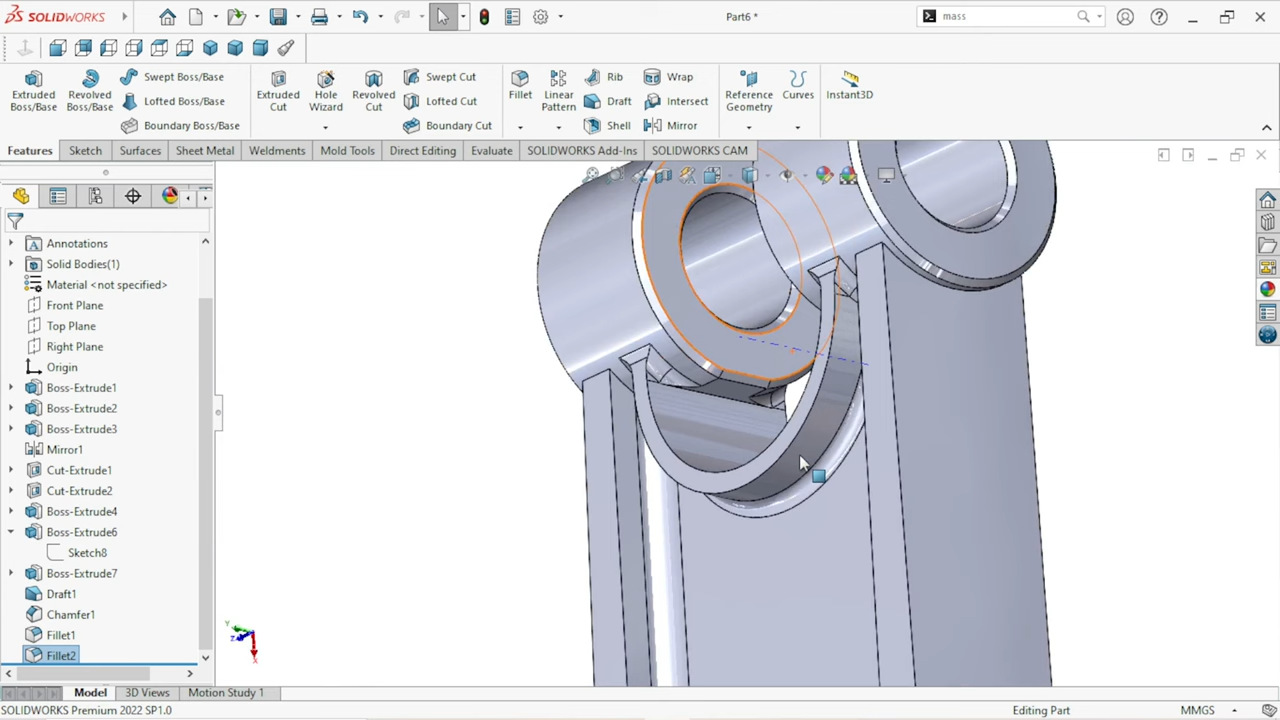 SOLIDWORKS
Part6 *
mass
Extruded Boss/Base
Revolved Boss/Base
Swept Boss/Base
Lofted Boss/Base
Boundary Boss/Base
Extruded Cut
Hole Wizard
Revolved Cut
Swept Cut
Lofted Cut
Boundary Cut
Fillet
Linear Pattern
Rib
Draft
Shell
Wrap
Intersect
Mirror
Reference Geometry
Curves
Instant3D
Features
Sketch
Surfaces
Sheet Metal
Weldments
Mold Tools
Direct Editing
Evaluate
SOLIDWORKS Add-Ins
SOLIDWORKS CAM
Annotations
Solid Bodies(1)
Material <not specified>
Front Plane
Top Plane
Right Plane
Origin
Boss-Extrude1
Boss-Extrude2
Boss-Extrude3
Mirror1
Cut-Extrude1
Cut-Extrude2
Boss-Extrude4
Boss-Extrude6
Sketch8
Boss-Extrude7
Draft1
Chamfer1
Fillet1
Fillet2
Y
Z
X
Model
3D Views
Motion Study 1
SOLIDWORKS Premium 2022 SP1.0
Editing Part
MMGS